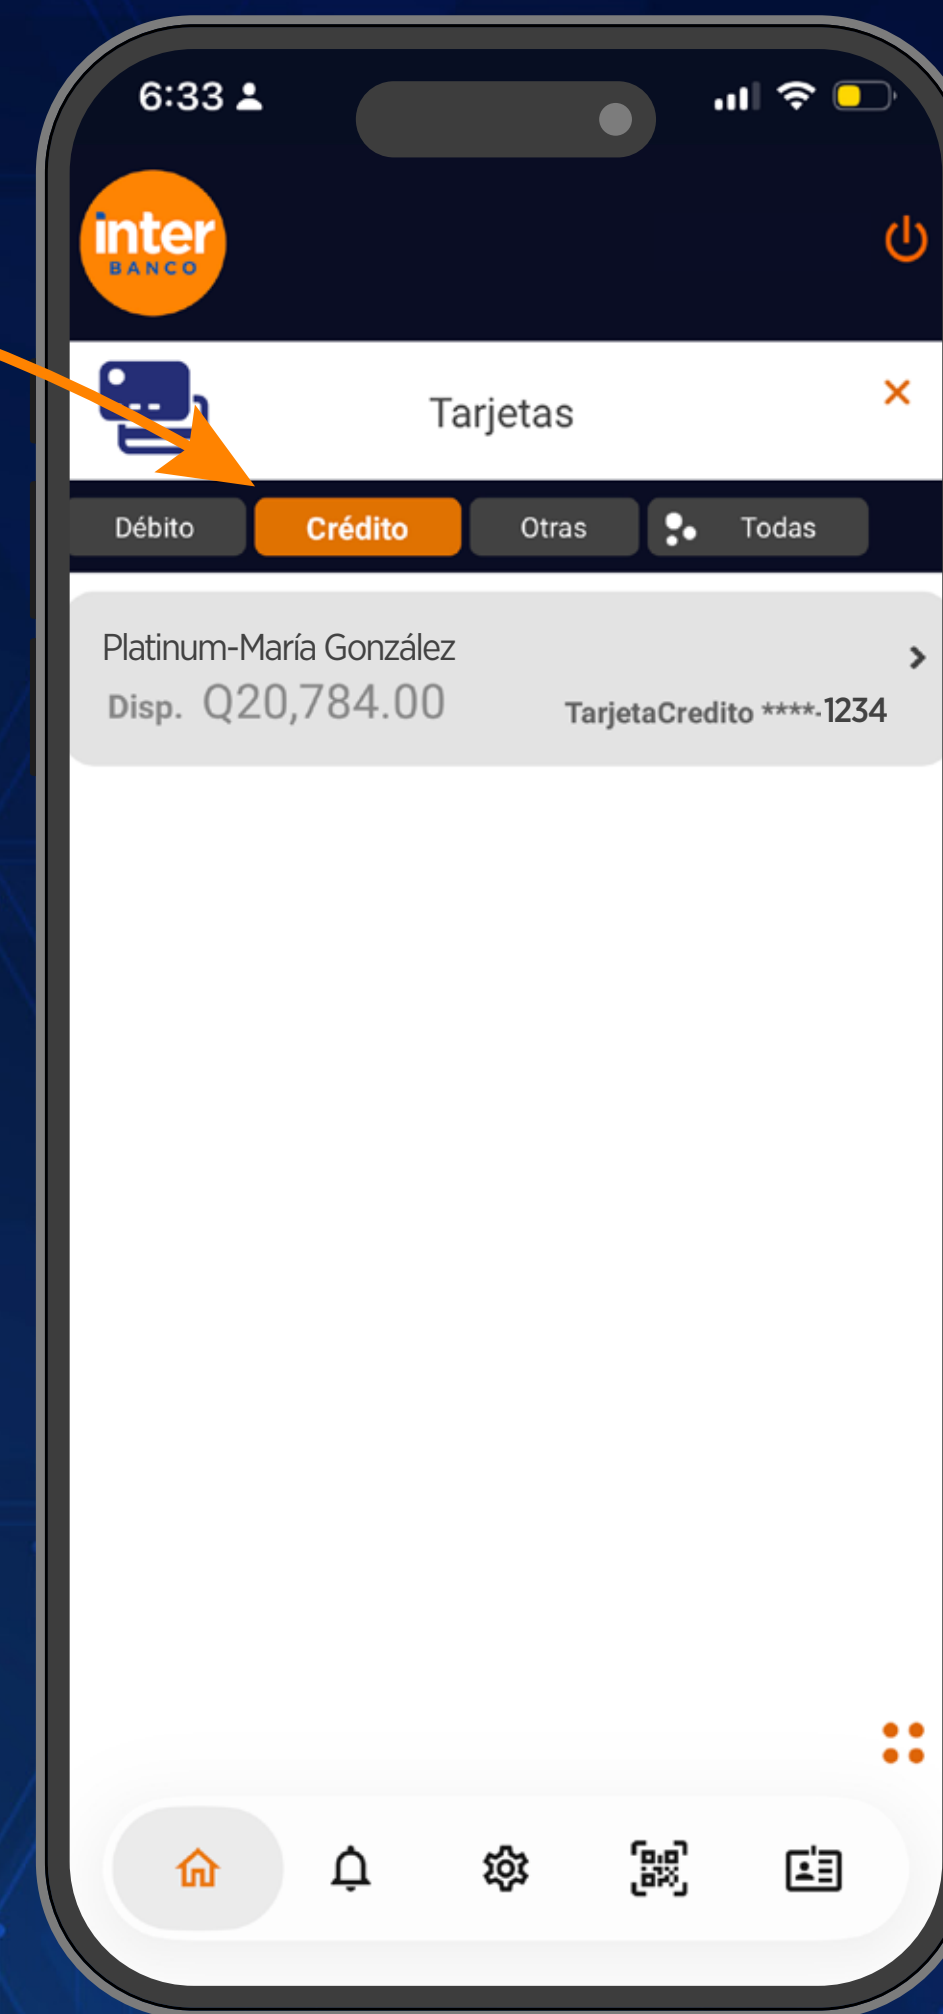 6:33
inter
BANCO
Tarjetas
Débito Crédito Otras Todas
Platinum-María González
Disp. Q20,784.00
TarjetaCredito ****-1234